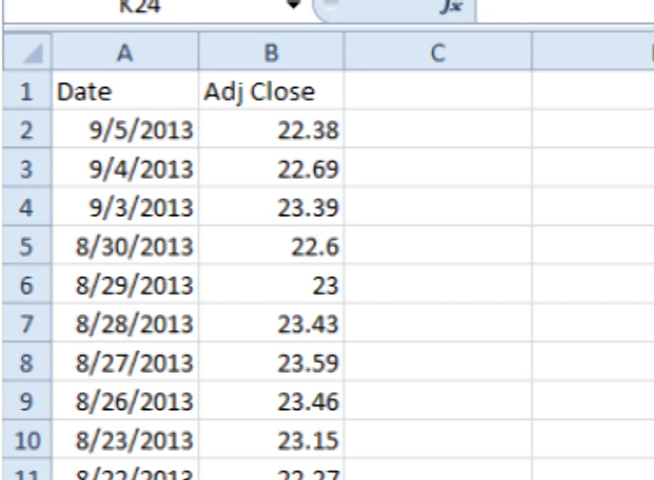 K24 fx
A B C
1 Date Adj Close
2 9/5/2013 22.38
3 9/4/2013 22.69
4 9/3/2013 23.39
5 8/30/2013 22.6
6 8/29/2013 23
7 8/28/2013 23.43
8 8/27/2013 23.59
9 8/26/2013 23.46
10 8/23/2013 23.15
11 8/22/2013 22.27